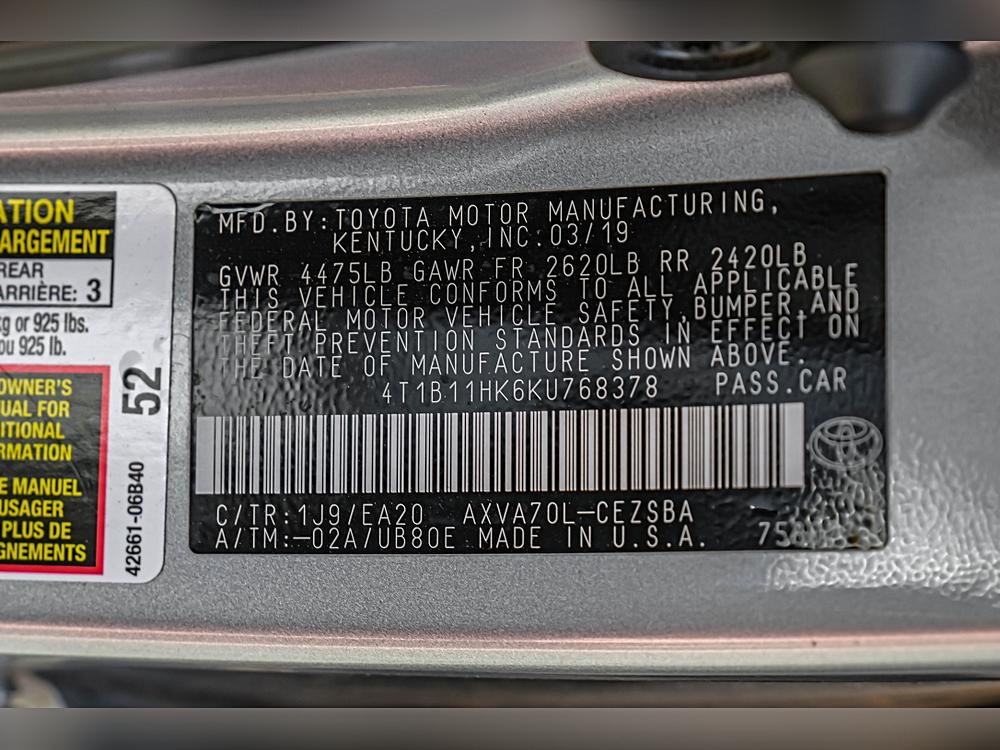 ATION
ARGEMENT
REAR
ARRIÈRE: 3
kg or 925 lbs.
ou 925 lb.
OWNER'S
UAL FOR
ITIONAL
RMATION
E MANUEL
USAGER
PLUS DE
GNEMENTS
52
42661-06B40
MFD.BY:TOYOTA MOTOR MANUFACTURING,
KENTUCKY,INC.03/19
GVWR 4475LB GAWR FR 2620LB RR 2420LB
THIS VEHICLE CONFORMS TO ALL APPLICABLE
FEDERAL MOTOR VEHICLE SAFETY,BUMPER,AND
THEFT PREVENTION STANDARDS IN EFFECT ON
THE DATE OF MANUFACTURE SHOWN ABOVE.
4T1B11HK6KU768378 PASS.CAR
C/TR:1J9/EA20 AXVA70L-CEZSBA
A/TM:-02A/UB80E MADE IN U.S.A.